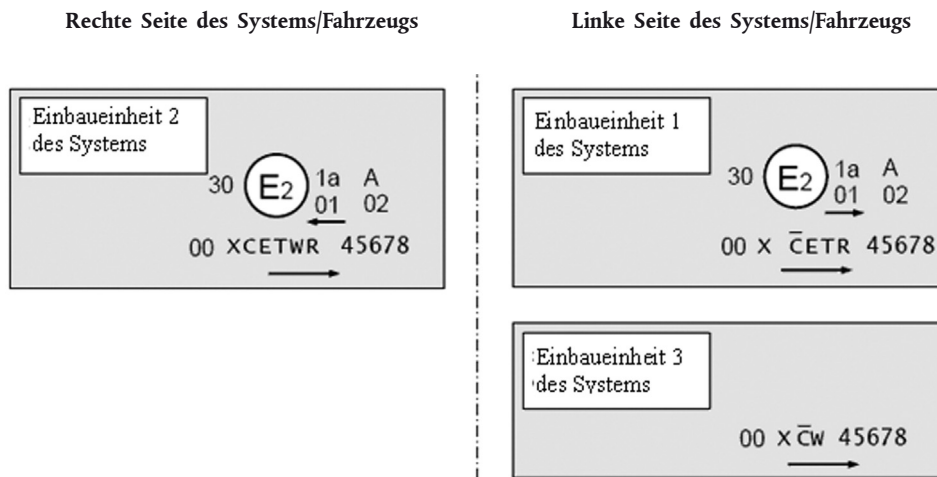 Rechte Seite des Systems/Fahrzeugs
Einbaueinheit 2
des Systems
30 E2 1a A
01 02
00 XCETWR 45678
Linke Seite des Systems/Fahrzeugs
Einbaueinheit 1
des Systems
30 E2 1a A
01 02
00 X C̅ETR 45678
Einbaueinheit 3
des Systems
00 X C̅W 45678